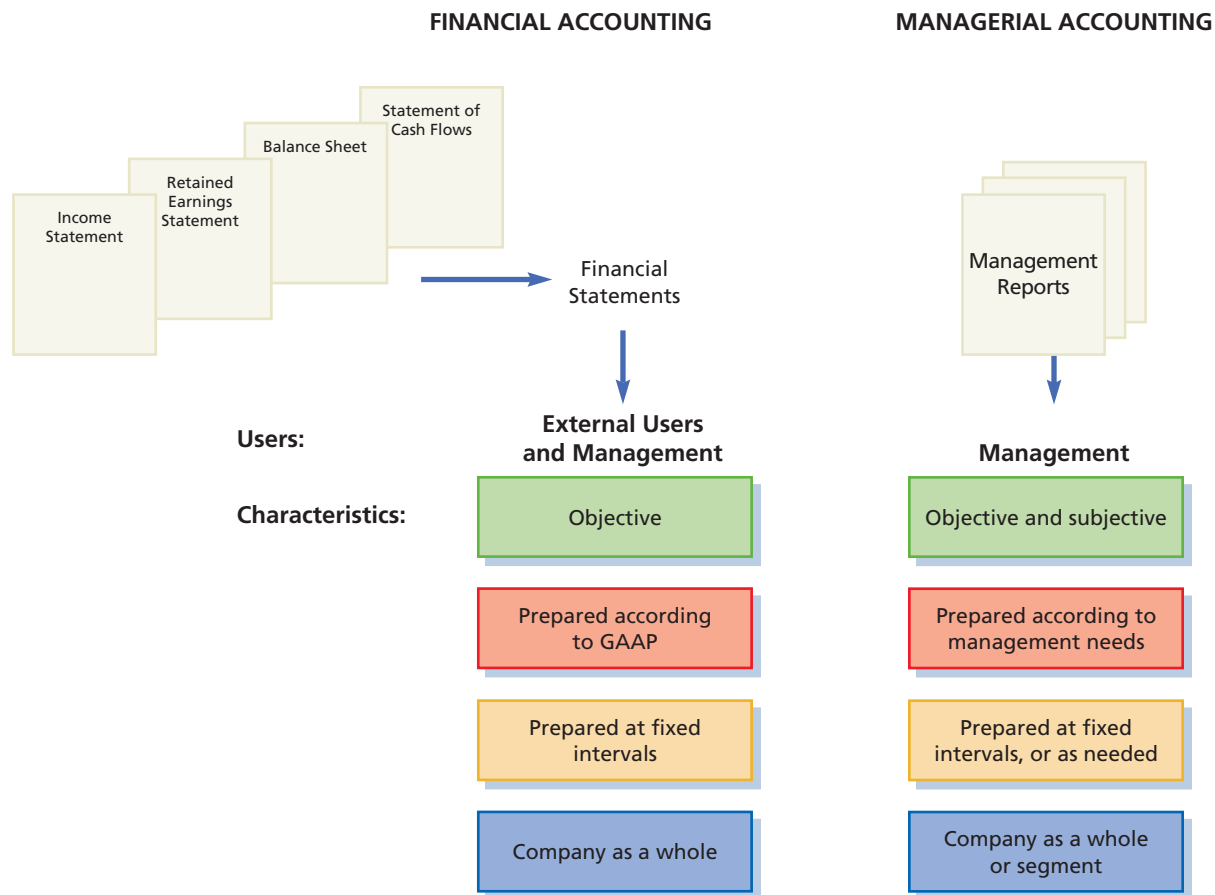 FINANCIAL ACCOUNTING
MANAGERIAL ACCOUNTING
Statement of
Cash Flows
Balance Sheet
Retained
Earnings
Statement
Income
Statement
Financial
Statements
Management
Reports
Users:
External Users
and Management
Management
Characteristics:
Objective
Objective and subjective
Prepared according
to GAAP
Prepared according to
management needs
Prepared at fixed
intervals
Prepared at fixed
intervals, or as needed
Company as a whole
Company as a whole
or segment